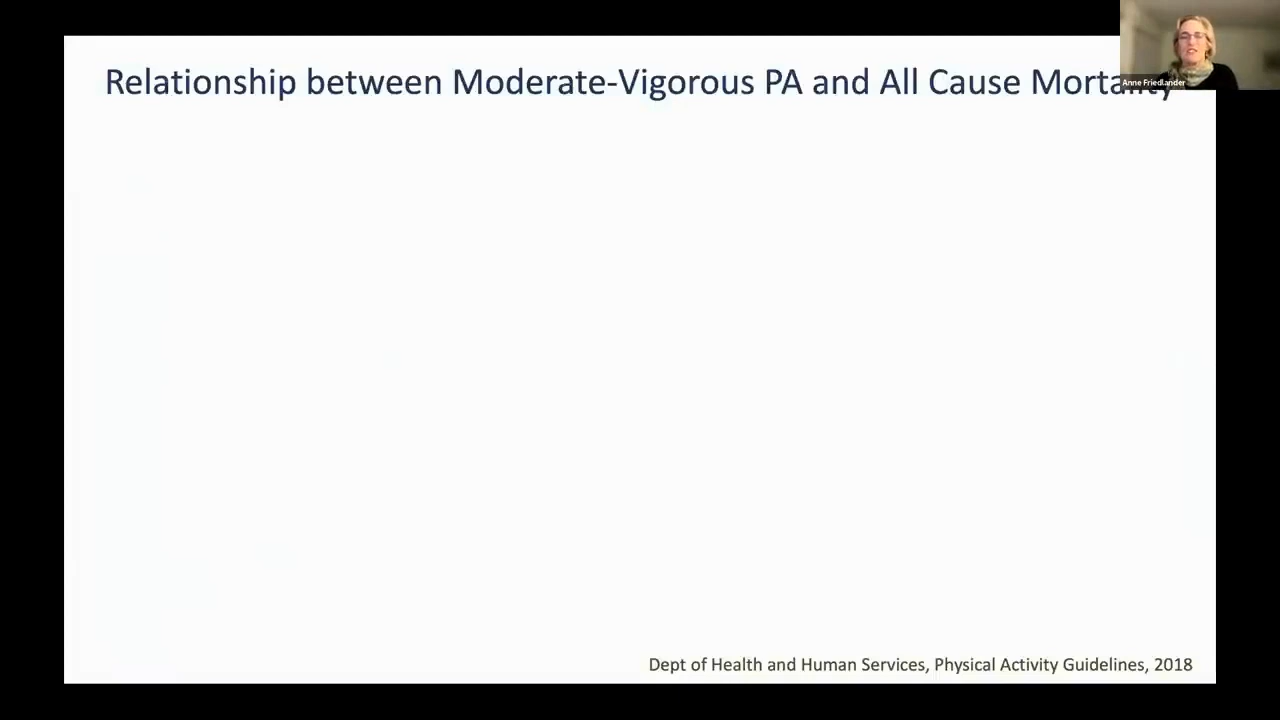 Relationship between Moderate-Vigorous PA and All Cause Mortality
Anne Friedlander
Dept of Health and Human Services, Physical Activity Guidelines, 2018